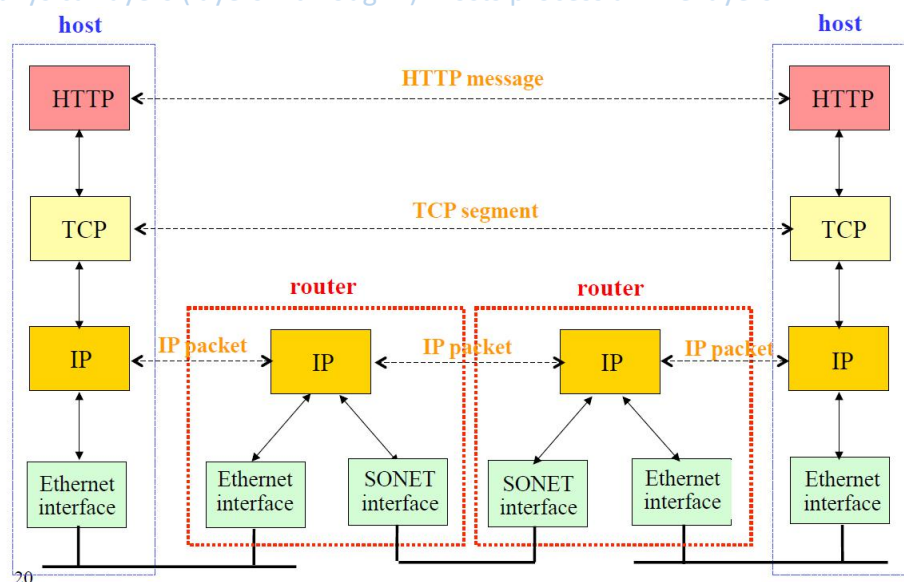 host
host
HTTP
HTTP message
HTTP
TCP
TCP segment
TCP
router
router
IP
IP packet
IP
IP packet
IP
IP packet
IP
Ethernet
interface
Ethernet
interface
SONET
interface
SONET
interface
Ethernet
interface
Ethernet
interface
20